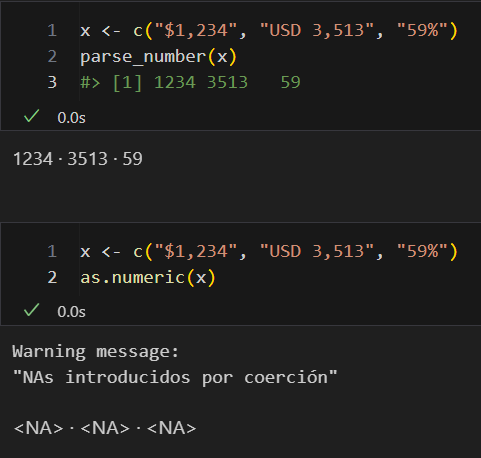 1 x <- c("$1,234", "USD 3,513", "59%")
2 parse_number(x)
3 #> [1] 1234 3513   59
✓ 0.0s
1234 · 3513 · 59
1 x <- c("$1,234", "USD 3,513", "59%")
2 as.numeric(x)
✓ 0.0s
Warning message:
"NAs introducidos por coerción"
<NA> · <NA> · <NA>